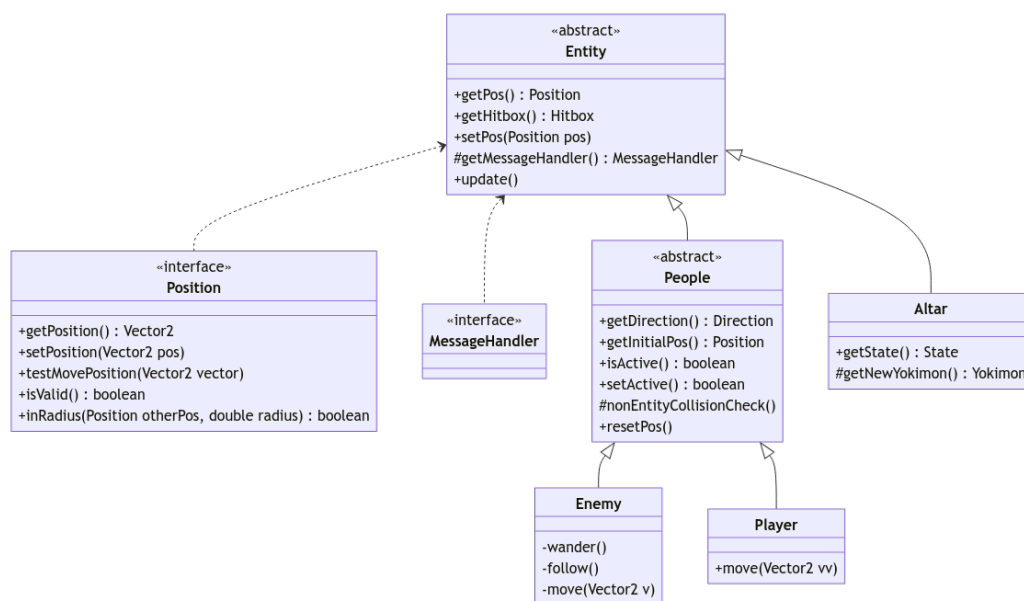 «abstract»
Entity
+getPos() : Position
+getHitbox() : Hitbox
+setPos(Position pos)
#getMessageHandler() : MessageHandler
+update()
«interface»
Position
+getPosition() : Vector2
+setPosition(Vector2 pos)
+testMovePosition(Vector2 vector)
+isValid() : boolean
+inRadius(Position otherPos, double radius) : boolean
«interface»
MessageHandler
«abstract»
People
+getDirection() : Direction
+getInitialPos() : Position
+isActive() : boolean
+setActive() : boolean
#nonEntityCollisionCheck()
+resetPos()
Altar
+getState() : State
#getNewYokimon() : Yokimon
Enemy
-wander()
-follow()
-move(Vector2 v)
Player
+move(Vector2 vv)